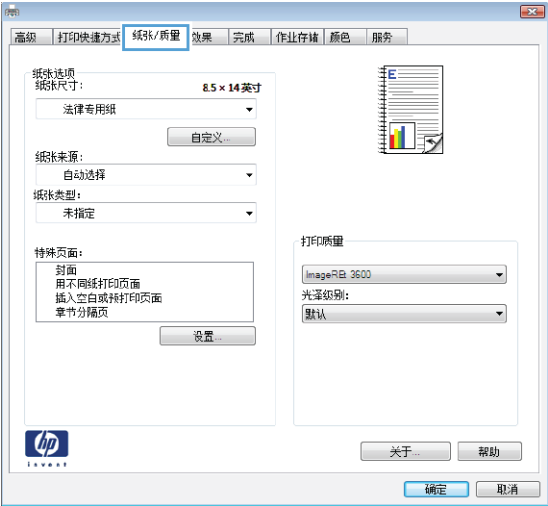 高级 打印快捷方式 纸张/质量 效果 完成 作业存储 颜色 服务
纸张选项
纸张尺寸: 8.5 × 14 英寸
法律专用纸
自定义...
纸张来源:
自动选择
纸张类型:
未指定
特殊页面:
封面
用不同纸打印页面
插入空白或预打印页面
章节分隔页
设置...
E
打印质量
ImageREt 3600
光泽级别:
默认
hp
invent
关于...
帮助
确定
取消